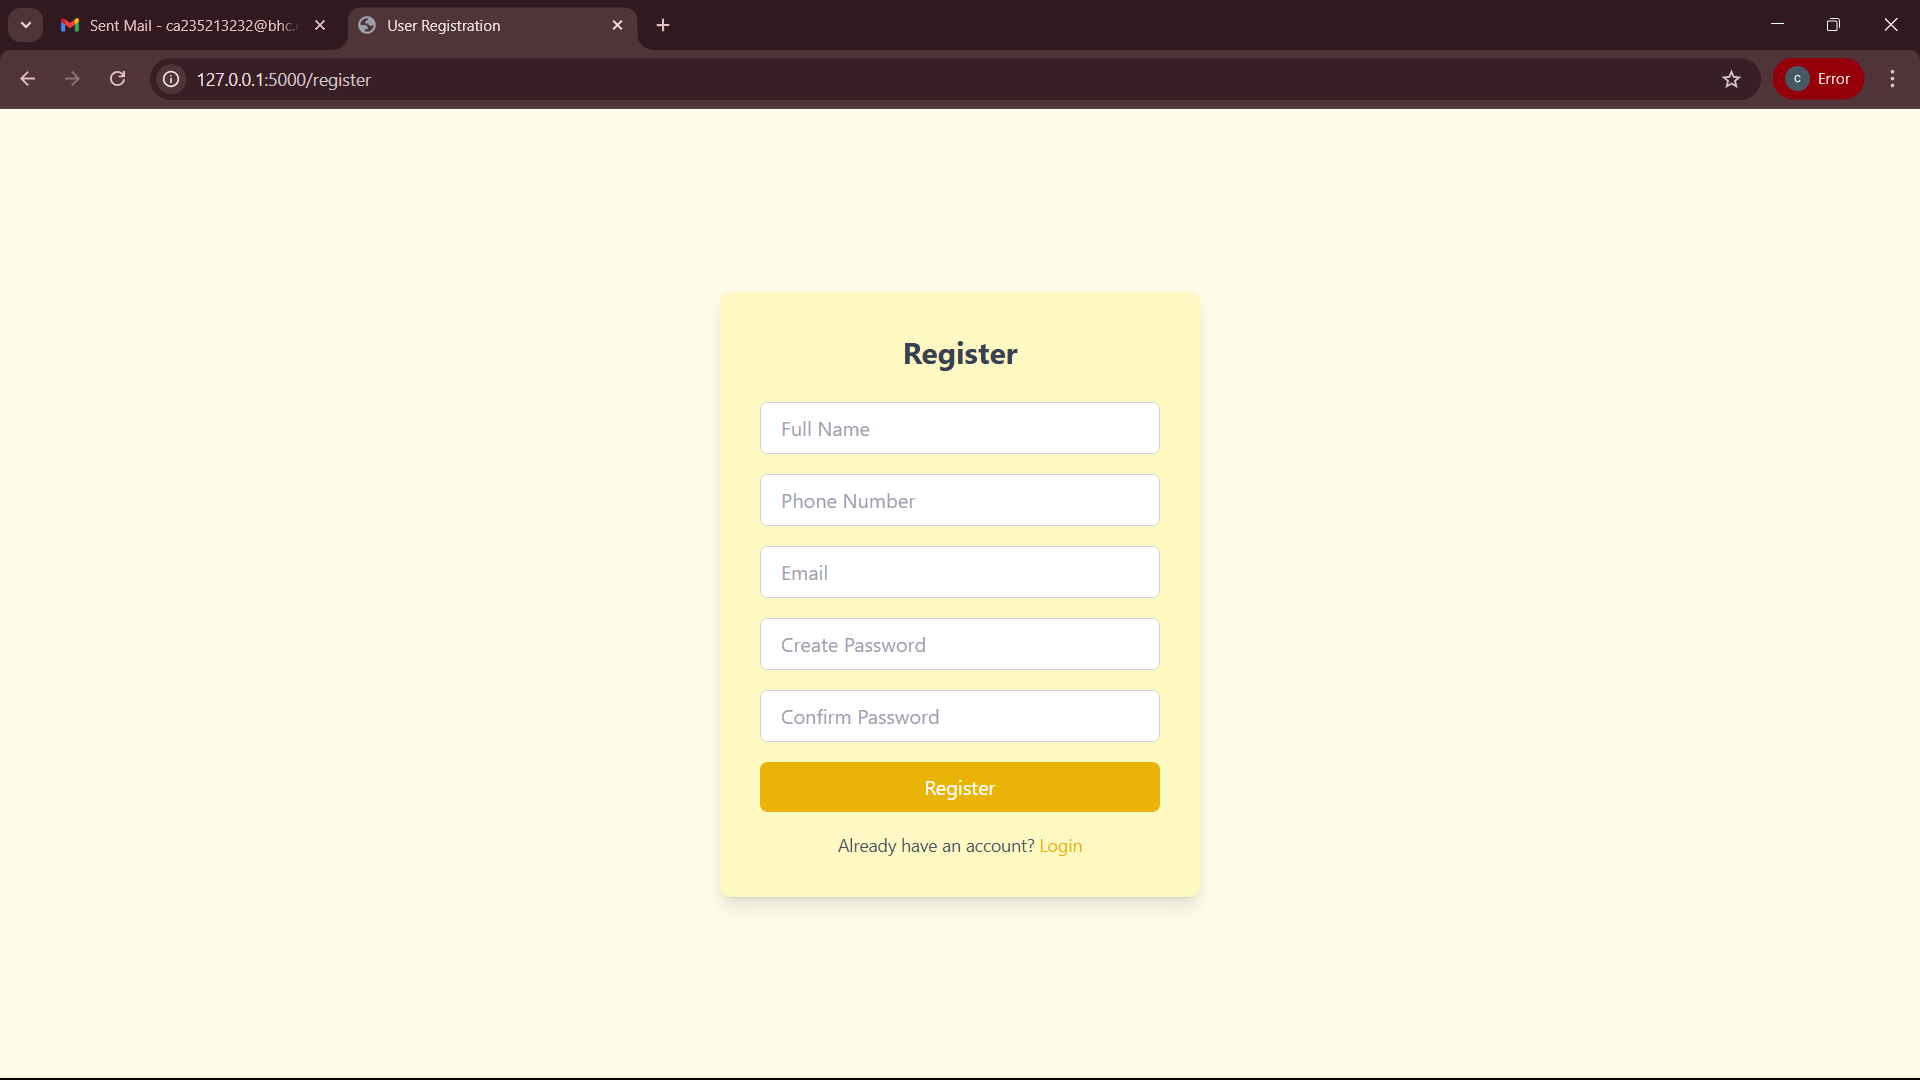 Sent Mail - ca235213232@bhc.
User Registration
127.0.0.1:5000/register
C
Error
Register
Full Name
Phone Number
Email
Create Password
Confirm Password
Register
Already have an account? Login